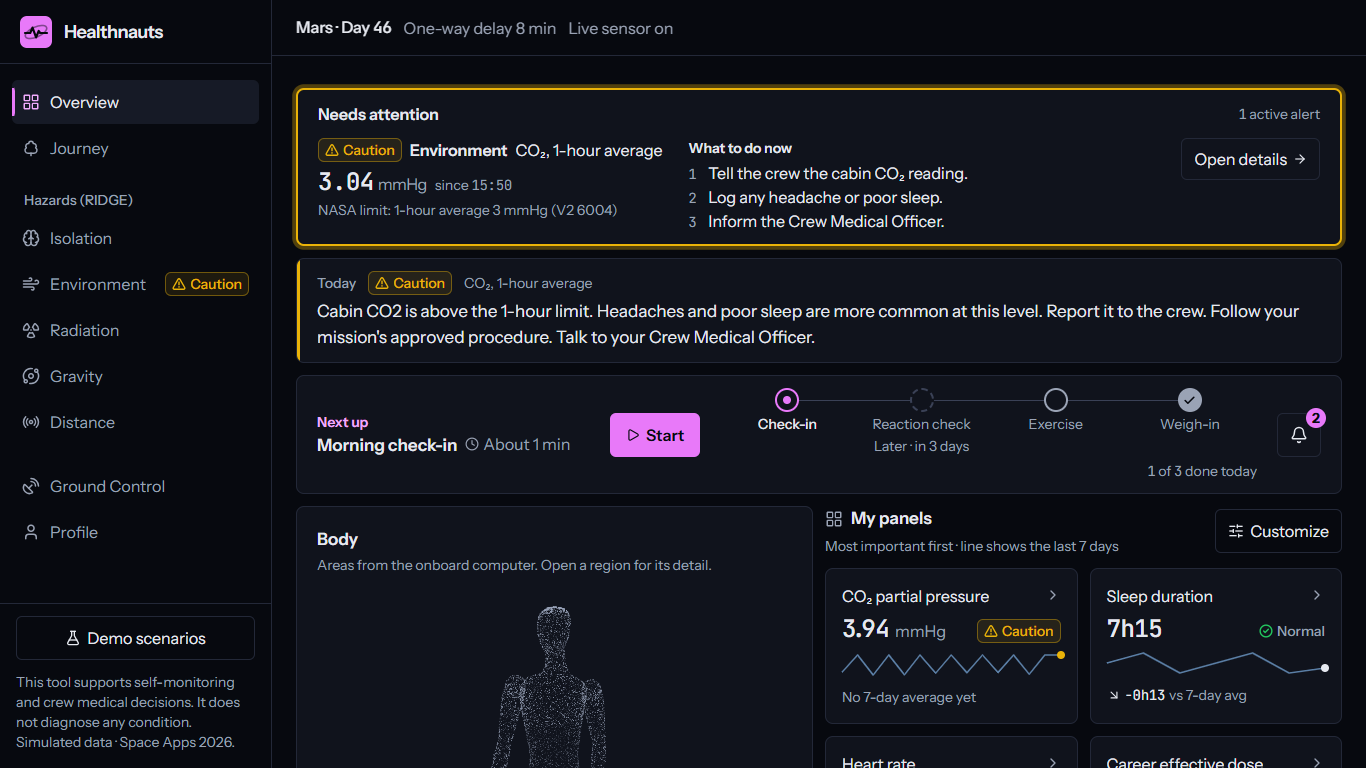 Healthnauts
Mars · Day 46 One-way delay 8 min Live sensor on
Overview
Journey
Hazards (RIDGE)
Isolation
Environment Caution
Radiation
Gravity
Distance
Ground Control
Profile
Demo scenarios
This tool supports self-monitoring
and crew medical decisions. It does
not diagnose any condition.
Simulated data · Space Apps 2026.
Needs attention
1 active alert
Caution Environment CO₂, 1-hour average
3.04 mmHg since 15:50
NASA limit: 1-hour average 3 mmHg (V2 6004)
What to do now
1 Tell the crew the cabin CO₂ reading.
2 Log any headache or poor sleep.
3 Inform the Crew Medical Officer.
Open details →
Today Caution CO₂, 1-hour average
Cabin CO2 is above the 1-hour limit. Headaches and poor sleep are more common at this level. Report it to the crew. Follow your
mission's approved procedure. Talk to your Crew Medical Officer.
Next up
Morning check-in About 1 min
Start
Check-in
Reaction check
Later · in 3 days
Exercise
Weigh-in
1 of 3 done today
2
Body
Areas from the onboard computer. Open a region for its detail.
My panels
Most important first · line shows the last 7 days
Customize
CO₂ partial pressure
3.94 mmHg Caution
No 7-day average yet
Sleep duration
7h15 Normal
↘ -0h13 vs 7-day avg
Heart rate
Career effective dose